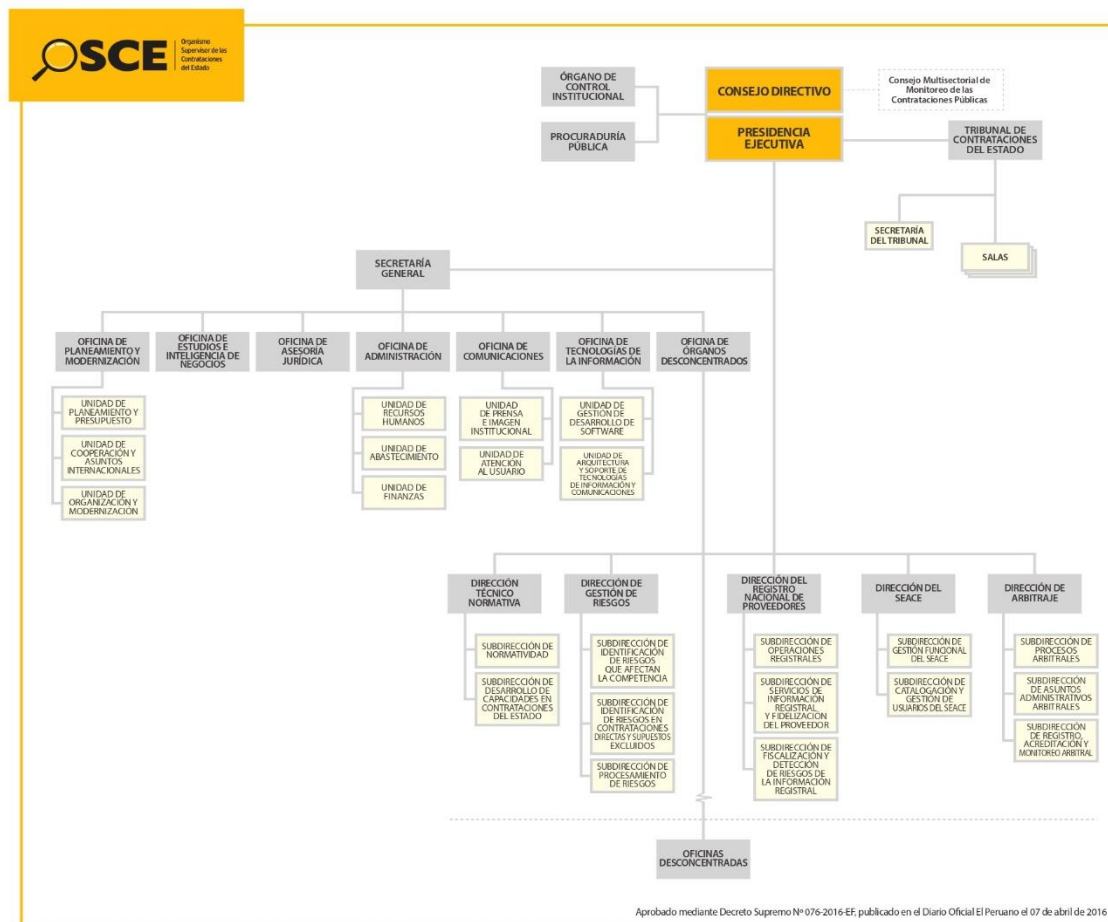 OSCE
Organismo
Supervisor de las
Contrataciones
del Estado
ÓRGANO DE
CONTROL
INSTITUCIONAL
CONSEJO DIRECTIVO
Consejo Multisectorial de
Monitoreo de las
Contrataciones Públicas
PROCURADURÍA
PÚBLICA
PRESIDENCIA
EJECUTIVA
TRIBUNAL DE
CONTRATACIONES
DEL ESTADO
SECRETARÍA
DEL TRIBUNAL
SALAS
SECRETARÍA
GENERAL
OFICINA DE
PLANEAMIENTO Y
MODERNIZACIÓN
OFICINA DE
ESTUDIOS E
INTELIGENCIA DE
NEGOCIOS
OFICINA DE
ASESORÍA
JURÍDICA
OFICINA DE
ADMINISTRACIÓN
OFICINA DE
COMUNICACIONES
OFICINA DE
TECNOLOGÍAS DE
LA INFORMACIÓN
OFICINA DE
ÓRGANOS
DESCONCENTRADOS
UNIDAD DE
PLANEAMIENTO Y
PRESUPUESTO
UNIDAD DE
COOPERACIÓN Y
ASUNTOS
INTERNACIONALES
UNIDAD DE
ORGANIZACIÓN Y
MODERNIZACIÓN
UNIDAD DE
RECURSOS
HUMANOS
UNIDAD DE
ABASTECIMIENTO
UNIDAD DE
FINANZAS
UNIDAD
DE PRENSA
E IMAGEN
INSTITUCIONAL
UNIDAD DE
ATENCIÓN
AL USUARIO
UNIDAD DE
GESTIÓN DE
DESARROLLO DE
SOFTWARE
UNIDAD DE
ARQUITECTURA
Y SOPORTE DE
TECNOLOGÍAS
DE INFORMACIÓN Y
COMUNICACIONES
DIRECCIÓN
TÉCNICO
NORMATIVA
DIRECCIÓN DE
GESTIÓN DE
RIESGOS
DIRECCIÓN DEL
REGISTRO
NACIONAL DE
PROVEEDORES
DIRECCIÓN DEL
SEACE
DIRECCIÓN DE
ARBITRAJE
SUBDIRECCIÓN DE
NORMATIVIDAD
SUBDIRECCIÓN DE
DESARROLLO DE
CAPACIDADES EN
CONTRATACIONES
DEL ESTADO
SUBDIRECCIÓN DE
IDENTIFICACIÓN
DE RIESGOS
QUE AFECTAN
LA COMPETENCIA
SUBDIRECCIÓN DE
IDENTIFICACIÓN
DE RIESGOS EN
CONTRATACIONES
DIRECTAS Y SUPUESTOS
EXCLUIDOS
SUBDIRECCIÓN DE
PROCESAMIENTO
DE RIESGOS
SUBDIRECCIÓN DE
OPERACIONES
REGISTRALES
SUBDIRECCIÓN DE
SERVICIOS DE
INFORMACIÓN
REGISTRAL
Y FIDELIZACIÓN
DEL PROVEEDOR
SUBDIRECCIÓN DE
FISCALIZACIÓN Y
DETECCIÓN
DE RIESGOS DE
LA INFORMACIÓN
REGISTRAL
SUBDIRECCIÓN DE
GESTIÓN FUNCIONAL
DEL SEACE
SUBDIRECCIÓN DE
CATALOGACIÓN Y
GESTIÓN DE
USUARIOS DEL SEACE
SUBDIRECCIÓN DE
PROCESOS
ARBITRALES
SUBDIRECCIÓN
DE ASUNTOS
ADMINISTRATIVOS
ARBITRALES
SUBDIRECCIÓN
DE REGISTRO,
ACREDITACIÓN Y
MONITOREO ARBITRAL
OFICINAS
DESCONCENTRADAS
Aprobado mediante Decreto Supremo Nº 076-2016-EF, publicado en el Diario Oficial El Peruano el 07 de abril de 2016